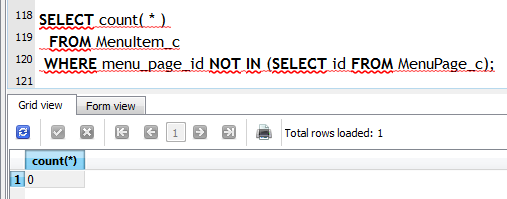 118 SELECT count( * )
119 FROM MenuItem_c
120 WHERE menu_page_id NOT IN (SELECT id FROM MenuPage_c);
121
Grid view Form view
1 Total rows loaded: 1
count(*)
1 0